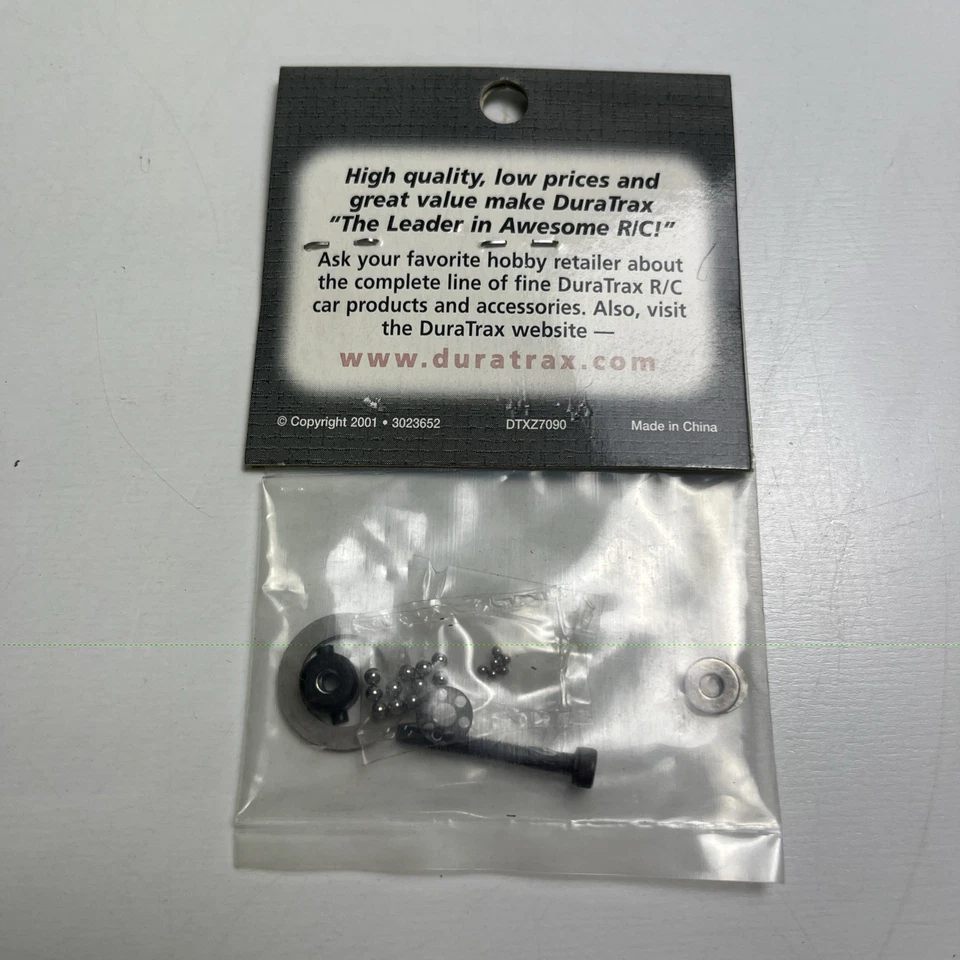 High quality, low prices and
great value make DuraTrax
"The Leader in Awesome R/C!"
Ask your favorite hobby retailer about
the complete line of fine DuraTrax R/C
car products and accessories. Also, visit
the DuraTrax website —
www.duratrax.com
© Copyright 2001 • 3023652 DTXZ7090 Made in China